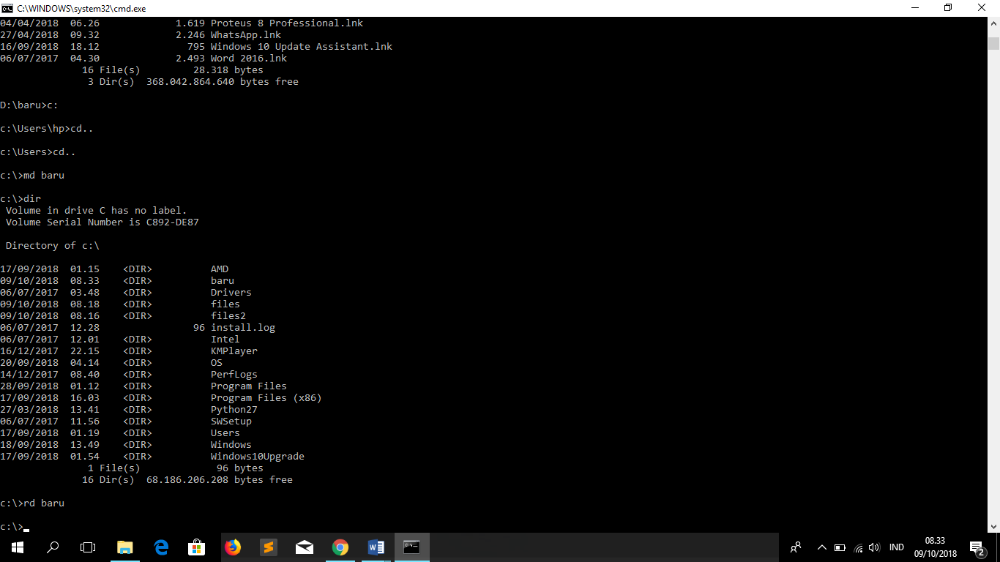 C:\WINDOWS\system32\cmd.exe
04/04/2018  06.26             1.619 Proteus 8 Professional.lnk
27/04/2018  09.32             2.246 WhatsApp.lnk
16/09/2018  18.12               795 Windows 10 Update Assistant.lnk
06/07/2017  04.30             2.493 Word 2016.lnk
              16 File(s)         28.318 bytes
               3 Dir(s)  368.042.864.640 bytes free
D:\baru>c:
c:\Users\hp>cd..
c:\Users>cd..
c:\>md baru
c:\>dir
 Volume in drive C has no label.
 Volume Serial Number is C892-DE87
 Directory of c:\
17/09/2018  01.15    <DIR>          AMD
09/10/2018  08.33    <DIR>          baru
06/07/2017  03.48    <DIR>          Drivers
09/10/2018  08.18    <DIR>          files
09/10/2018  08.16    <DIR>          files2
06/07/2017  12.28                96 install.log
06/07/2017  12.01    <DIR>          Intel
16/12/2017  22.15    <DIR>          KMPlayer
20/09/2018  04.14    <DIR>          OS
14/12/2017  08.40    <DIR>          PerfLogs
28/09/2018  01.12    <DIR>          Program Files
17/09/2018  16.03    <DIR>          Program Files (x86)
27/03/2018  13.41    <DIR>          Python27
06/07/2017  11.56    <DIR>          SWSetup
17/09/2018  01.19    <DIR>          Users
18/09/2018  13.49    <DIR>          Windows
17/09/2018  01.54    <DIR>          Windows10Upgrade
               1 File(s)             96 bytes
              16 Dir(s)  68.186.206.208 bytes free
c:\>rd baru
c:\>_
IND
08.33
09/10/2018
2